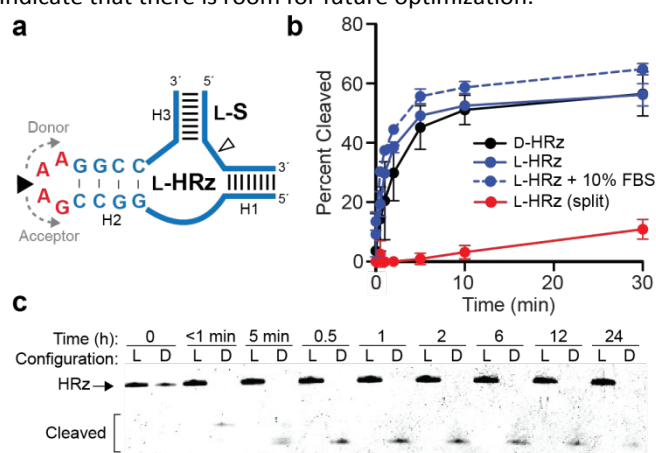 indicate that there is room for future optimization.
a
b
3´
5´
H3
L-S
Donor
A
A
G
G G C C
L-HRz
3´
5´
H1
A
G
C C G G
H2
Acceptor
Percent Cleaved
80
60
40
20
0
0
10
20
30
Time (min)
D-HRz
L-HRz
L-HRz + 10% FBS
L-HRz (split)
c
Time (h): 0 <1 min 5 min 0.5 1 2 6 12 24
Configuration: L D L D L D L D L D L D L D L D L D
HRz
Cleaved